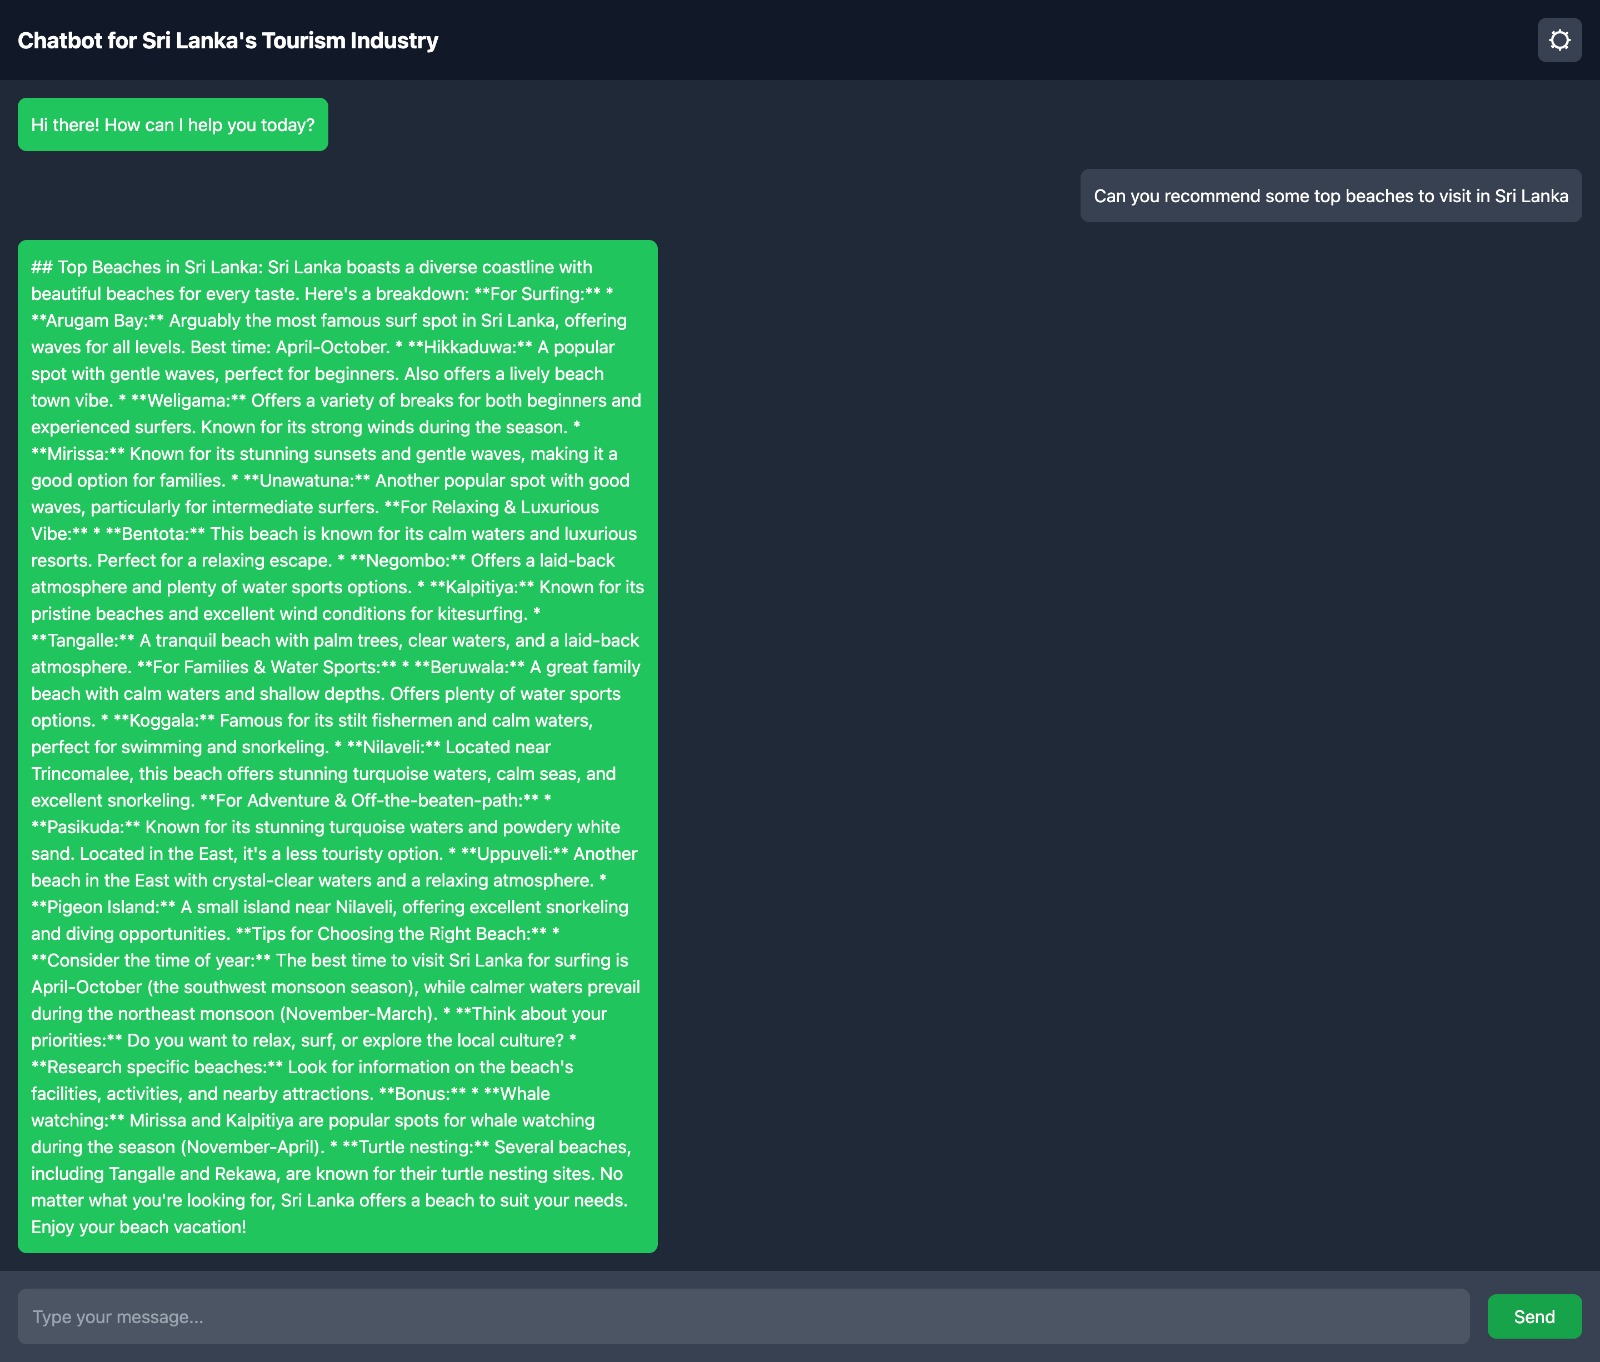 Chatbot for Sri Lanka's Tourism Industry
Hi there! How can I help you today?
Can you recommend some top beaches to visit in Sri Lanka
## Top Beaches in Sri Lanka: Sri Lanka boasts a diverse coastline with
beautiful beaches for every taste. Here's a breakdown: **For Surfing:** *
**Arugam Bay:** Arguably the most famous surf spot in Sri Lanka, offering
waves for all levels. Best time: April-October. * **Hikkaduwa:** A popular
spot with gentle waves, perfect for beginners. Also offers a lively beach
town vibe. * **Weligama:** Offers a variety of breaks for both beginners and
experienced surfers. Known for its strong winds during the season. *
**Mirissa:** Known for its stunning sunsets and gentle waves, making it a
good option for families. * **Unawatuna:** Another popular spot with good
waves, particularly for intermediate surfers. **For Relaxing & Luxurious
Vibe:** * **Bentota:** This beach is known for its calm waters and luxurious
resorts. Perfect for a relaxing escape. * **Negombo:** Offers a laid-back
atmosphere and plenty of water sports options. * **Kalpitiya:** Known for its
pristine beaches and excellent wind conditions for kitesurfing. *
**Tangalle:** A tranquil beach with palm trees, clear waters, and a laid-back
atmosphere. **For Families & Water Sports:** * **Beruwala:** A great family
beach with calm waters and shallow depths. Offers plenty of water sports
options. * **Koggala:** Famous for its stilt fishermen and calm waters,
perfect for swimming and snorkeling. * **Nilaveli:** Located near
Trincomalee, this beach offers stunning turquoise waters, calm seas, and
excellent snorkeling. **For Adventure & Off-the-beaten-path:** *
**Pasikuda:** Known for its stunning turquoise waters and powdery white
sand. Located in the East, it's a less touristy option. * **Uppuveli:** Another
beach in the East with crystal-clear waters and a relaxing atmosphere. *
**Pigeon Island:** A small island near Nilaveli, offering excellent snorkeling
and diving opportunities. **Tips for Choosing the Right Beach:** *
**Consider the time of year:** The best time to visit Sri Lanka for surfing is
April-October (the southwest monsoon season), while calmer waters prevail
during the northeast monsoon (November-March). * **Think about your
priorities:** Do you want to relax, surf, or explore the local culture? *
**Research specific beaches:** Look for information on the beach's
facilities, activities, and nearby attractions. **Bonus:** * **Whale
watching:** Mirissa and Kalpitiya are popular spots for whale watching
during the season (November-April). * **Turtle nesting:** Several beaches,
including Tangalle and Rekawa, are known for their turtle nesting sites. No
matter what you're looking for, Sri Lanka offers a beach to suit your needs.
Enjoy your beach vacation!
Type your message...
Send